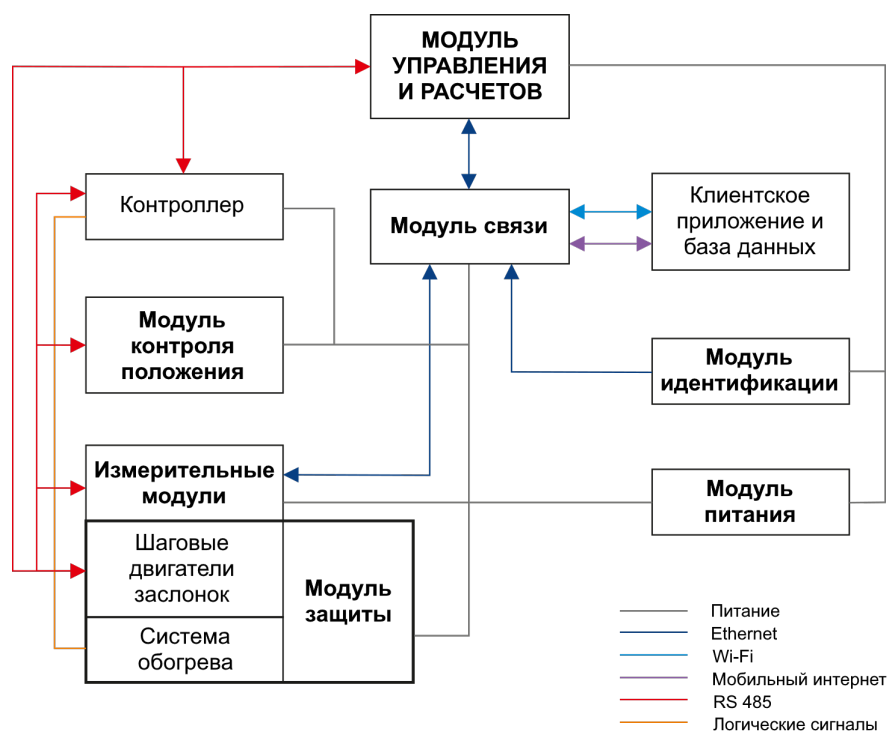 МОДУЛЬ
УПРАВЛЕНИЯ
И РАСЧЕТОВ
Контроллер
Модуль связи
Клиентское
приложение и
база данных
Модуль
контроля
положения
Модуль
идентификации
Измерительные
модули
Модуль
питания
Шаговые
двигатели
заслонок
Модуль
защиты
Система
обогрева
Питание
Ethernet
Wi-Fi
Мобильный интернет
RS 485
Логические сигналы